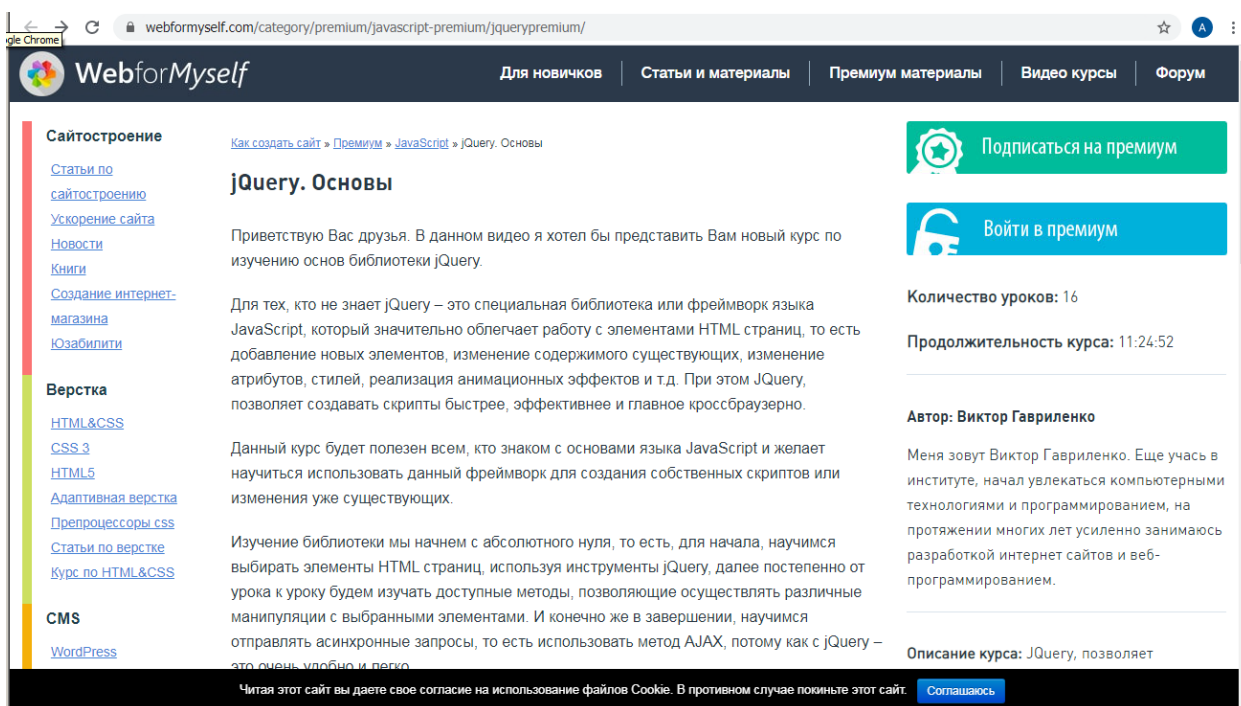 webformyself.com/category/premium/javascript-premium/jquerypremium/
A
gle Chrome
WebforMyself
Для новичков
Статьи и материалы
Премиум материалы
Видео курсы
Форум
Сайтостроение
Статьи по
сайтостроению
Ускорение сайта
Новости
Книги
Создание интернет-
магазина
Юзабилити
Верстка
HTML&CSS
CSS 3
HTML5
Адаптивная верстка
Препроцессоры css
Статьи по верстке
Курс по HTML&CSS
CMS
WordPress
Как создать сайт » Премиум » JavaScript » jQuery. Основы
jQuery. Основы
Приветствую Вас друзья. В данном видео я хотел бы представить Вам новый курс по
изучению основ библиотеки jQuery.
Для тех, кто не знает jQuery – это специальная библиотека или фреймворк языка
JavaScript, который значительно облегчает работу с элементами HTML страниц, то есть
добавление новых элементов, изменение содержимого существующих, изменение
атрибутов, стилей, реализация анимационных эффектов и т.д. При этом JQuery,
позволяет создавать скрипты быстрее, эффективнее и главное кроссбраузерно.
Данный курс будет полезен всем, кто знаком с основами языка JavaScript и желает
научиться использовать данный фреймворк для создания собственных скриптов или
изменения уже существующих.
Изучение библиотеки мы начнем с абсолютного нуля, то есть, для начала, научимся
выбирать элементы HTML страниц, используя инструменты jQuery, далее постепенно от
урока к уроку будем изучать доступные методы, позволяющие осуществлять различные
манипуляции с выбранными элементами. И конечно же в завершении, научимся
отправлять асинхронные запросы, то есть использовать метод AJAX, потому как с jQuery –
это очень удобно и легко
Подписаться на премиум
Войти в премиум
Количество уроков: 16
Продолжительность курса: 11:24:52
Автор: Виктор Гавриленко
Меня зовут Виктор Гавриленко. Еще учась в
институте, начал увлекаться компьютерными
технологиями и программированием, на
протяжении многих лет усиленно занимаюсь
разработкой интернет сайтов и веб-
программированием.
Описание курса: JQuery, позволяет
Читая этот сайт вы даете свое согласие на использование файлов Cookie. В противном случае покиньте этот сайт.
Соглашаюсь